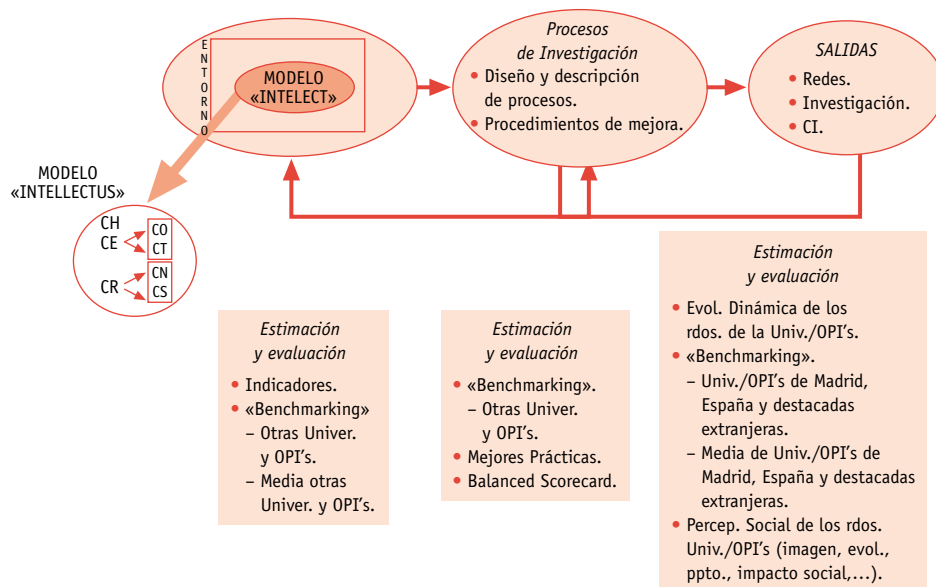 ENTORNO
MODELO
«INTELECT»
Procesos
de Investigación
• Diseño y descripción
de procesos.
• Procedimientos de mejora.
SALIDAS
• Redes.
• Investigación.
• CI.
MODELO
«INTELLECTUS»
CH
CE
CO
CT
CR
CN
CS
Estimación
y evaluación
• Indicadores.
• «Benchmarking»
– Otras Univer.
y OPI's.
– Media otras
Univer. y OPI's.
Estimación
y evaluación
• «Benchmarking».
– Otras Univer.
y OPI's.
• Mejores Prácticas.
• Balanced Scorecard.
Estimación
y evaluación
• Evol. Dinámica de los
rdos. de la Univ./OPI's.
• «Benchmarking».
– Univ./OPI's de Madrid,
España y destacadas
extranjeras.
– Media de Univ./OPI's de
Madrid, España y destacadas
extranjeras.
• Percep. Social de los rdos.
Univ./OPI's (imagen, evol.,
ppto., impacto social,...).